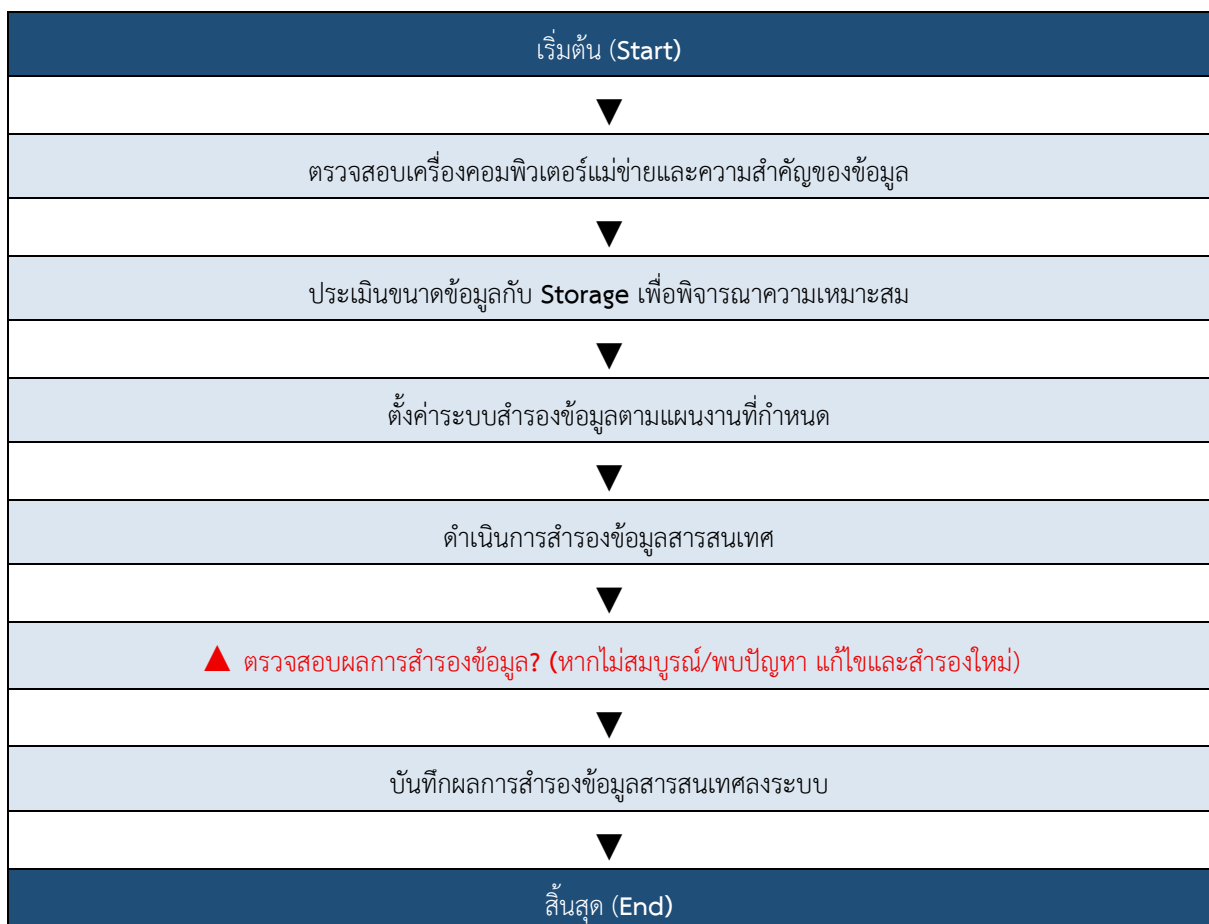 เริ่มต้น (Start)
▼
ตรวจสอบเครื่องคอมพิวเตอร์แม่ข่ายและความสำคัญของข้อมูล
▼
ประเมินขนาดข้อมูลกับ Storage เพื่อพิจารณาความเหมาะสม
▼
ตั้งค่าระบบสำรองข้อมูลตามแผนงานที่กำหนด
▼
ดำเนินการสำรองข้อมูลสารสนเทศ
▼
▲ ตรวจสอบผลการสำรองข้อมูล? (หากไม่สมบูรณ์/พบปัญหา แก้ไขและสำรองใหม่)
▼
บันทึกผลการสำรองข้อมูลสารสนเทศลงระบบ
▼
สิ้นสุด (End)